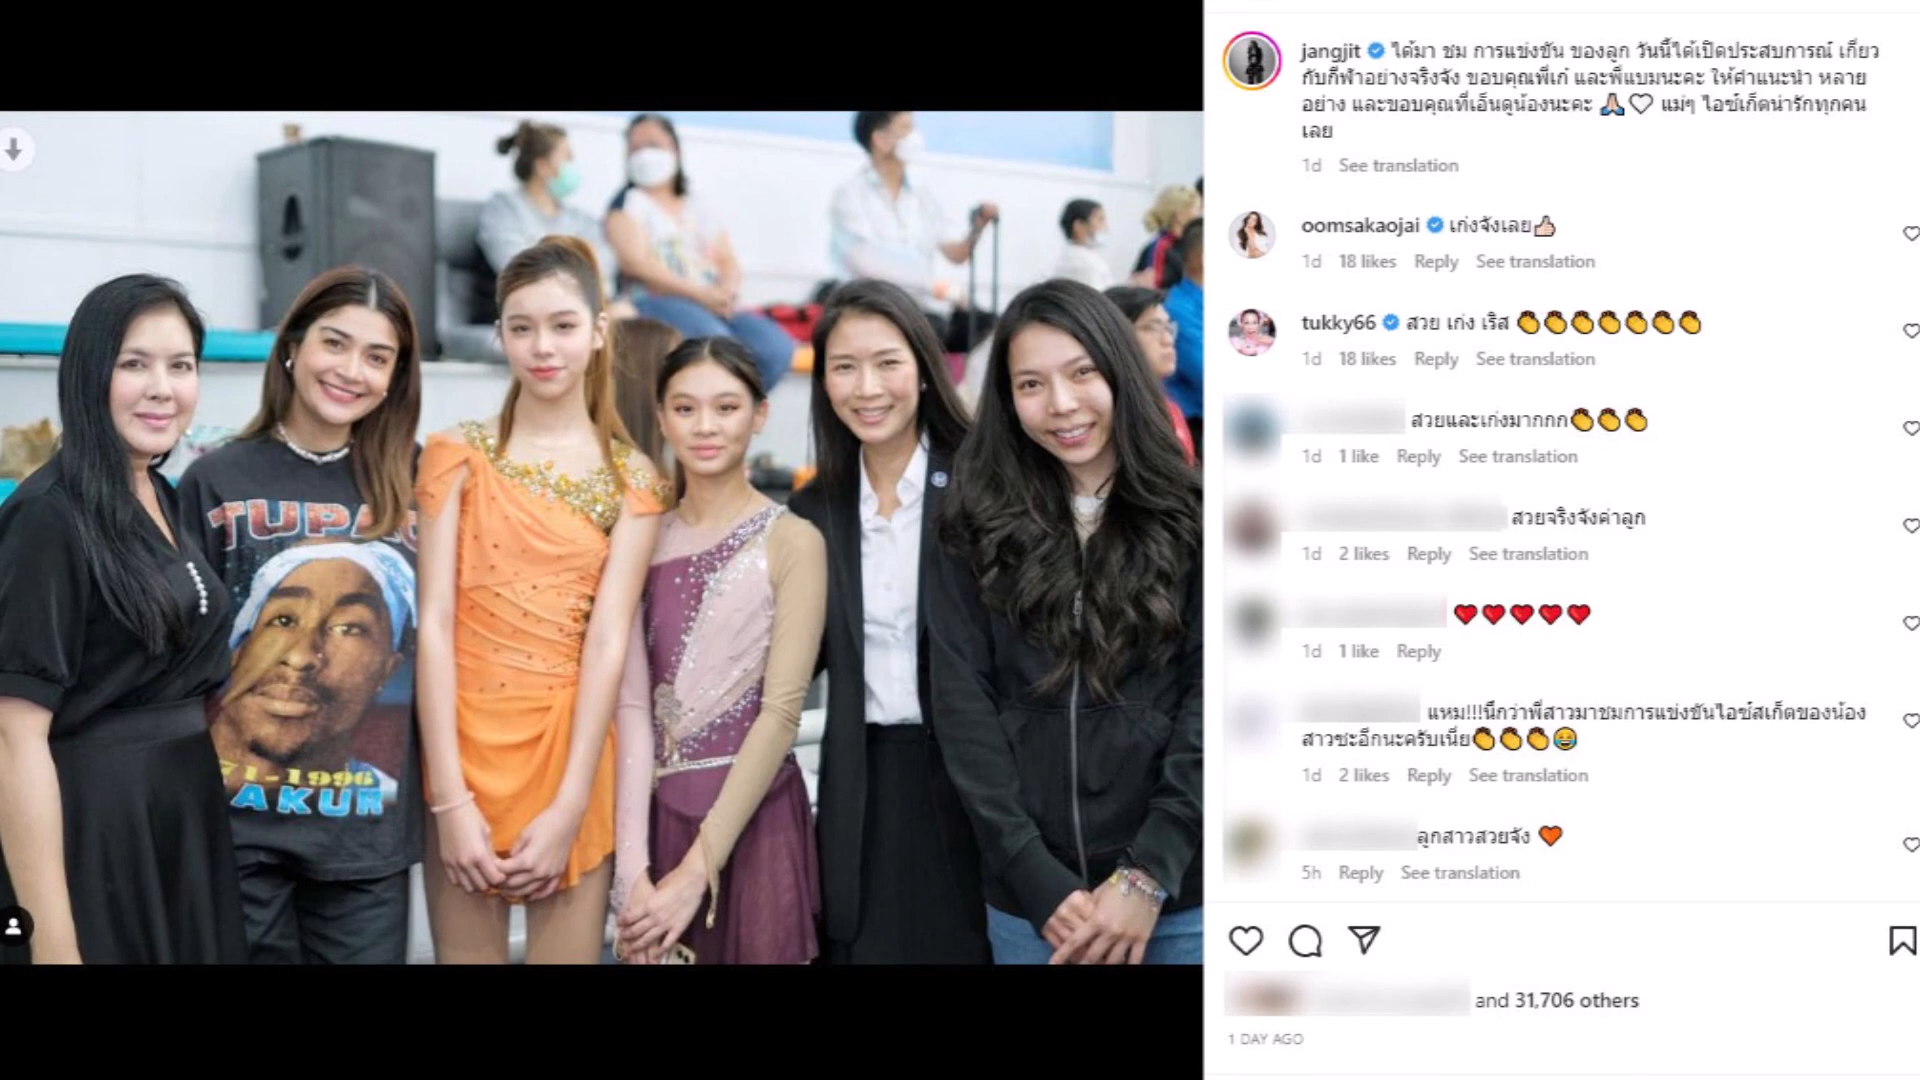 TUPAC
71-1996
AKUR
jangjit ได้มา ชม การแข่งขัน ของลูก วันนี้ได้เปิดประสบการณ์ เกี่ยว
กับกีฬาอย่างจริงจัง ขอบคุณพี่เก๋ และพี่แบมนะคะ ให้คำแนะนำ หลาย
อย่าง และขอบคุณที่เอ็นดูน้องนะคะ 🙏🏻🤍 แม่ๆ ไอซ์เก็ตน่ารักทุกคน
เลย
1d See translation
oomsakaojai เก่งจังเลย👍🏻
1d 18 likes Reply See translation
tukky66 สวย เก่ง เริส 👏👏👏👏👏👏👏
1d 18 likes Reply See translation
สวยและเก่งมากกก👏👏👏
1d 1 like Reply See translation
สวยจริงจังค่าลูก
1d 2 likes Reply See translation
❤️❤️❤️❤️❤️
1d 1 like Reply
แหม!!!นึกว่าพี่สาวมาชมการแข่งขันไอซ์สเก็ตของน้อง
สาวซะอีกนะครับเนี่ย👏👏👏😂
1d 2 likes Reply See translation
ลูกสาวสวยจัง 🧡
5h Reply See translation
and 31,706 others
1 DAY AGO